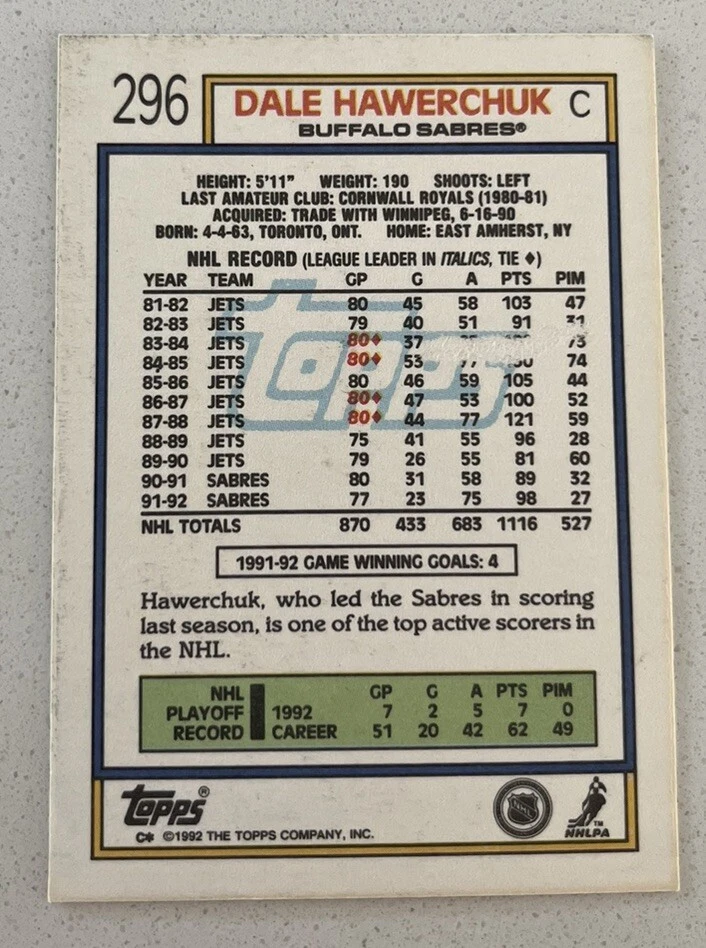 296
DALE HAWERCHUK C
BUFFALO SABRES®
HEIGHT: 5'11" WEIGHT: 190 SHOOTS: LEFT
LAST AMATEUR CLUB: CORNWALL ROYALS (1980-81)
ACQUIRED: TRADE WITH WINNIPEG, 6-16-90
BORN: 4-4-63, TORONTO, ONT. HOME: EAST AMHERST, NY
NHL RECORD (LEAGUE LEADER IN ITALICS, TIE ♦)
YEAR TEAM GP G A PTS PIM
81-82 JETS 80 45 58 103 47
82-83 JETS 79 40 51 91 31
83-84 JETS 80♦ 37 73
84-85 JETS 80♦ 53 74
85-86 JETS 80 46 59 105 44
86-87 JETS 80♦ 47 53 100 52
87-88 JETS 80♦ 44 77 121 59
88-89 JETS 75 41 55 96 28
89-90 JETS 79 26 55 81 60
90-91 SABRES 80 31 58 89 32
91-92 SABRES 77 23 75 98 27
NHL TOTALS 870 433 683 1116 527
topps
1991-92 GAME WINNING GOALS: 4
Hawerchuk, who led the Sabres in scoring
last season, is one of the top active scorers in
the NHL.
NHL GP G A PTS PIM
PLAYOFF 1992 7 2 5 7 0
RECORD CAREER 51 20 42 62 49
topps®
C* ©1992 THE TOPPS COMPANY, INC.
NHL
TM
NHLPA